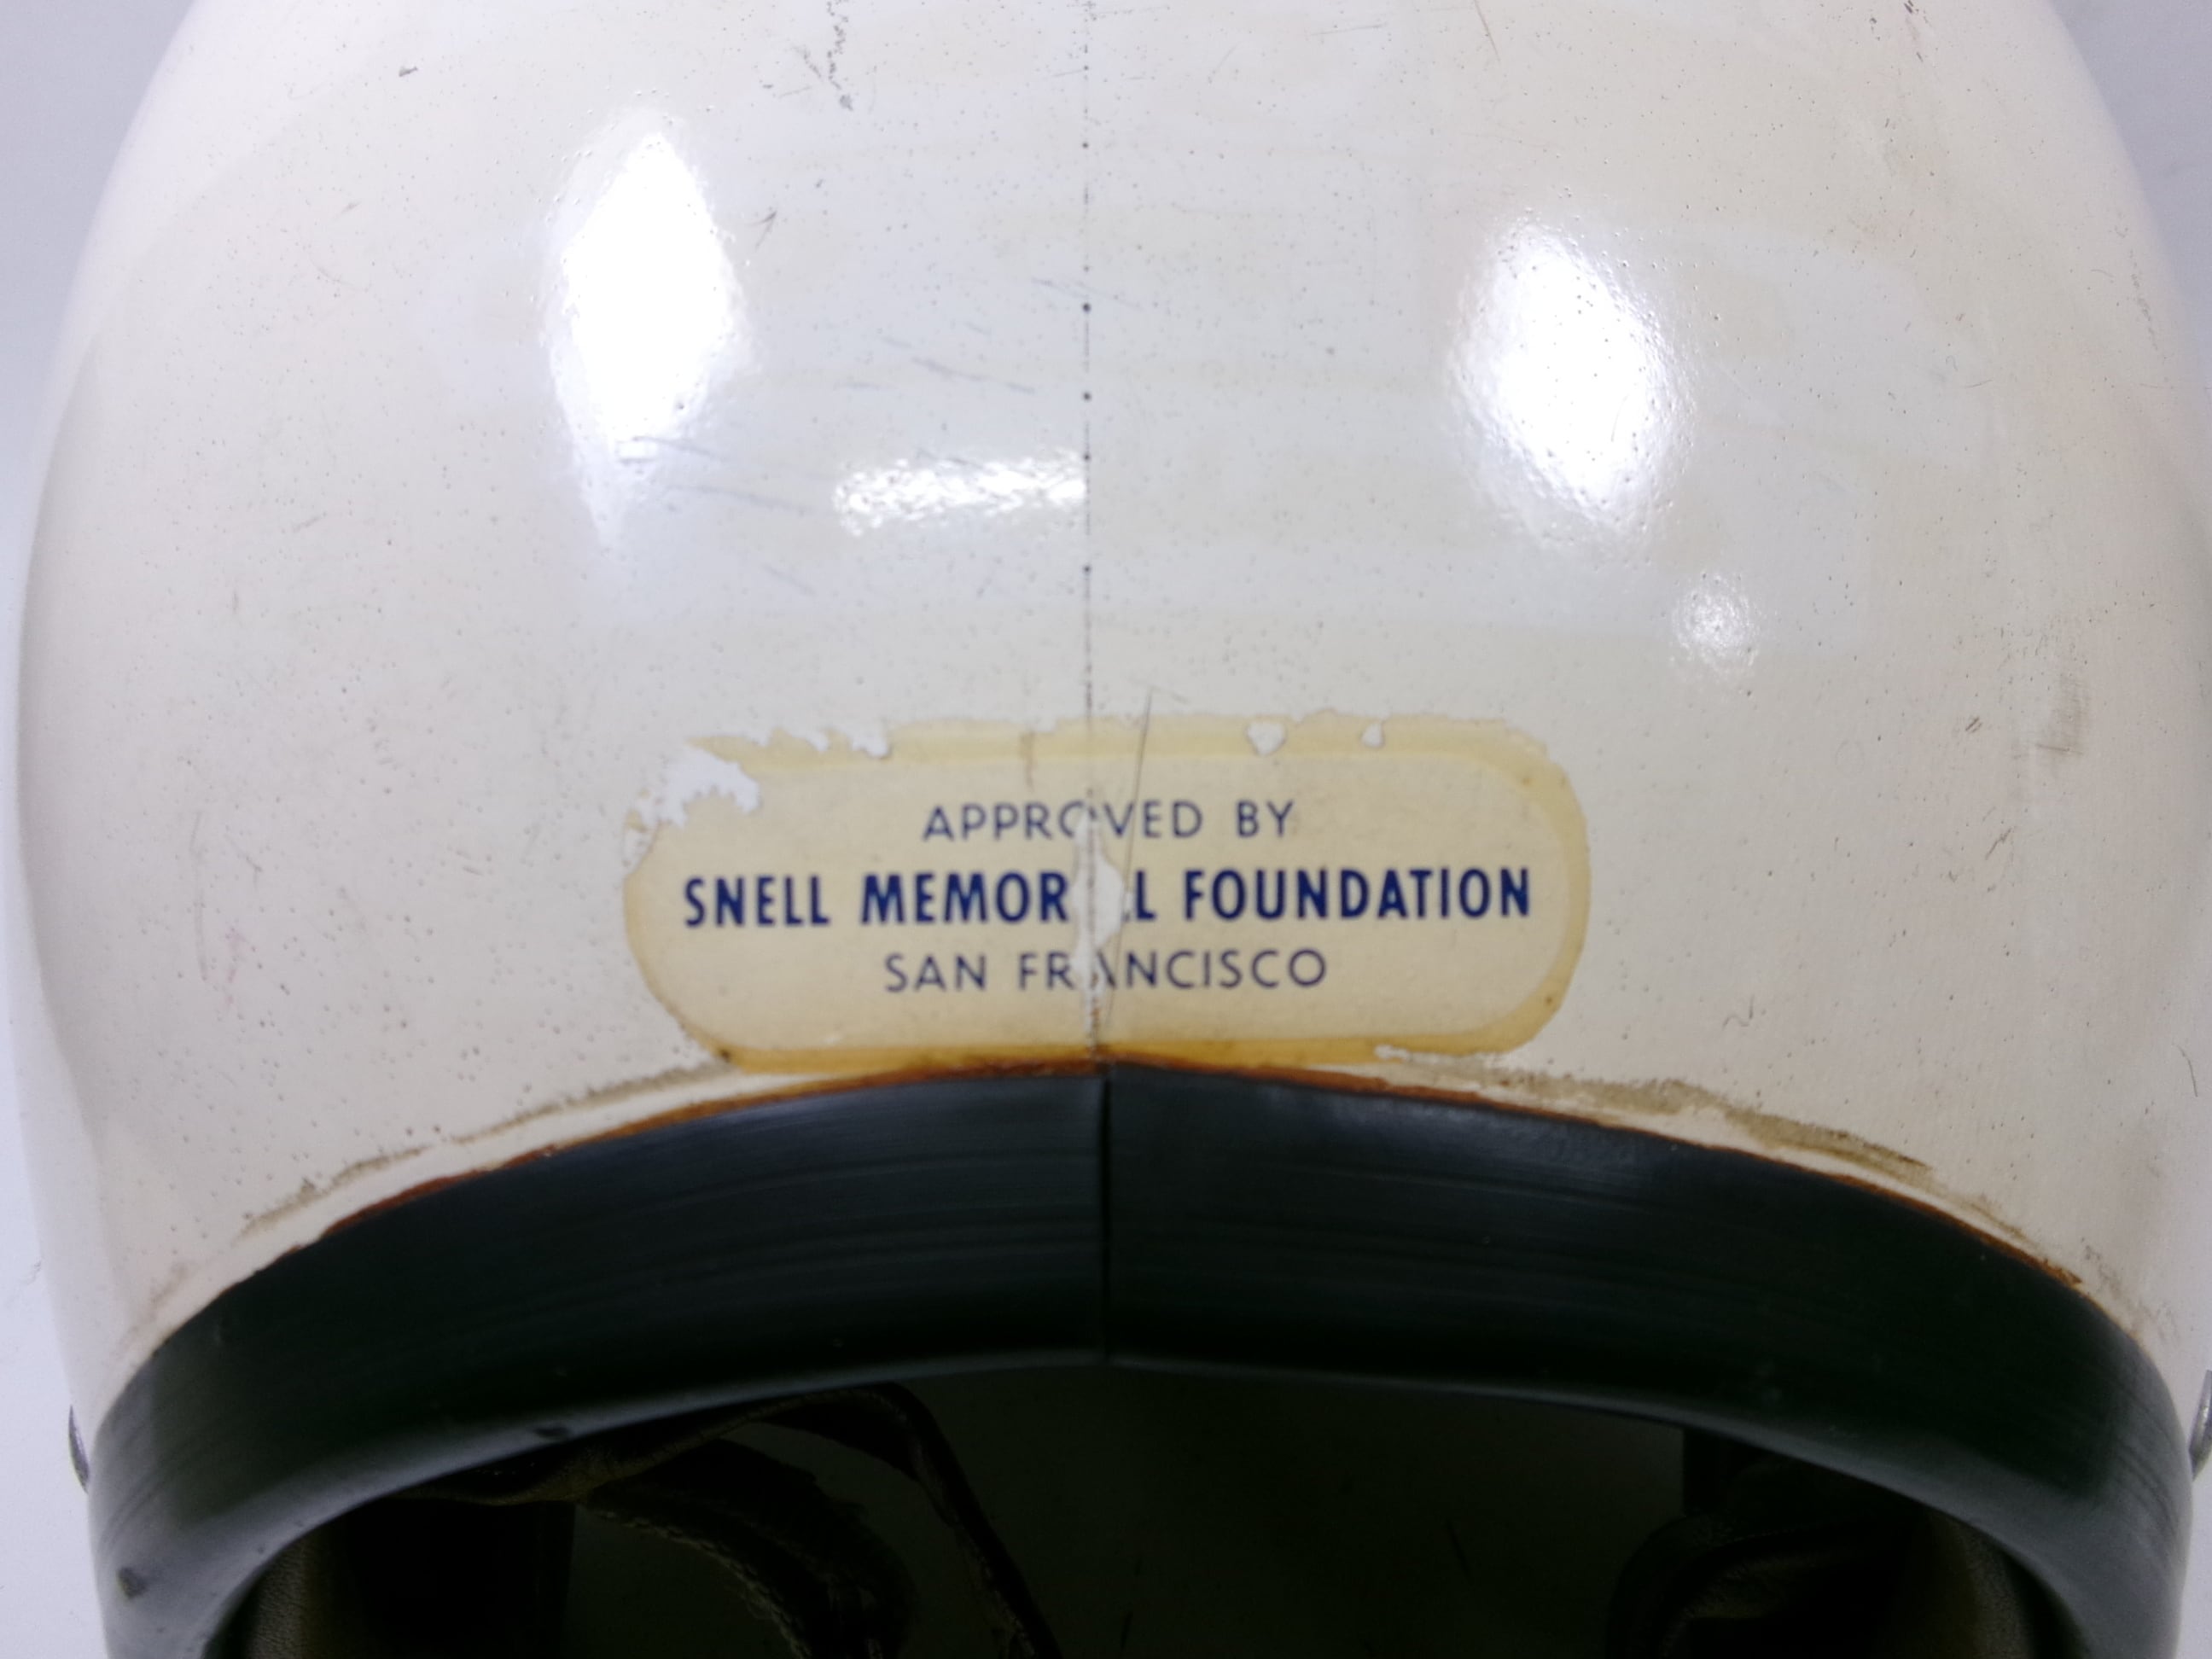 APPROVED BY
SNELL MEMORIAL FOUNDATION
SAN FRANCISCO